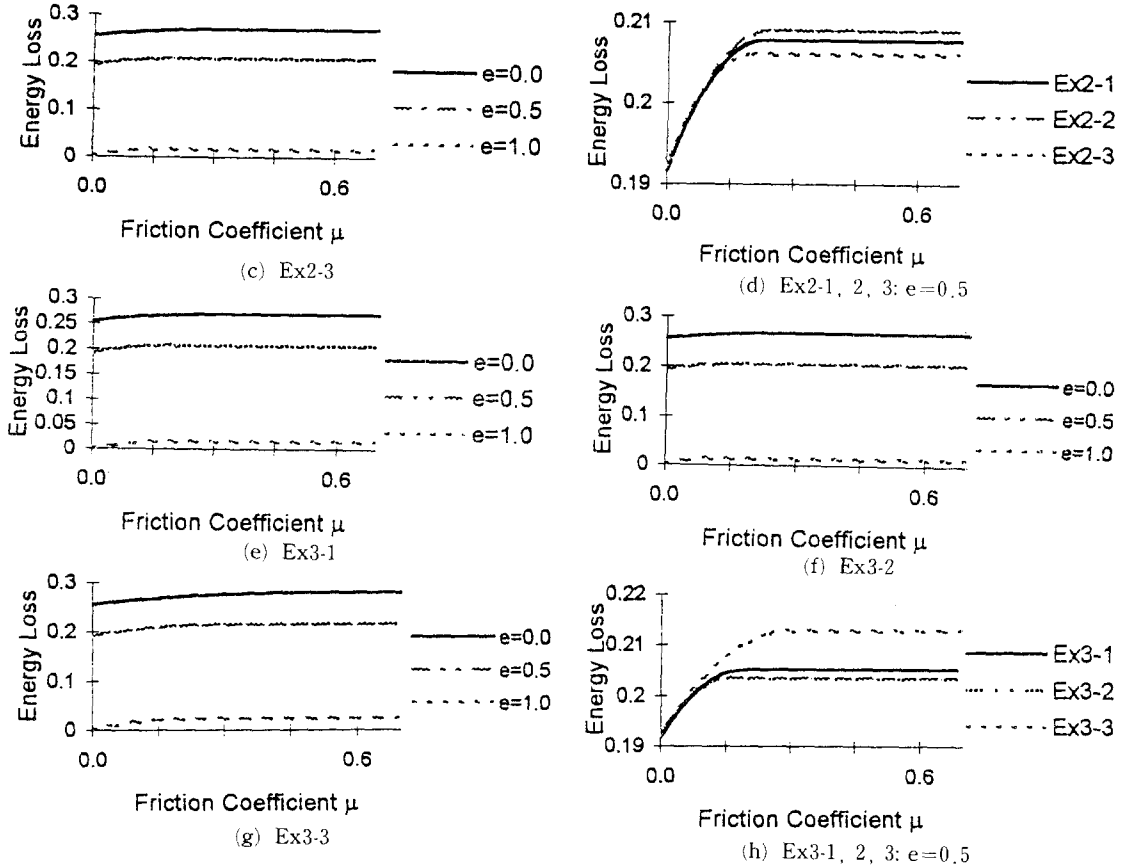 0.3
0.2
0.1
0
Energy Loss
0.0
0.6
Friction Coefficient μ
e=0.0
e=0.5
e=1.0
(c) Ex2-3
0.21
0.2
0.19
Energy Loss
0.0
0.6
Friction Coefficient μ
Ex2-1
Ex2-2
Ex2-3
(d) Ex2-1, 2, 3: e=0.5
0.3
0.25
0.2
0.15
0.1
0.05
0
Energy Loss
0.0
0.6
Friction Coefficient μ
e=0.0
e=0.5
e=1.0
(e) Ex3-1
0.3
0.2
0.1
0
Energy Loss
0.0
0.6
Friction Coefficient μ
e=0.0
e=0.5
e=1.0
(f) Ex3-2
0.3
0.2
0.1
0
Energy Loss
0.0
0.6
Friction Coefficient μ
e=0.0
e=0.5
e=1.0
(g) Ex3-3
0.22
0.21
0.2
0.19
Energy Loss
0.0
0.6
Friction Coefficient μ
Ex3-1
Ex3-2
Ex3-3
(h) Ex3-1, 2, 3: e=0.5